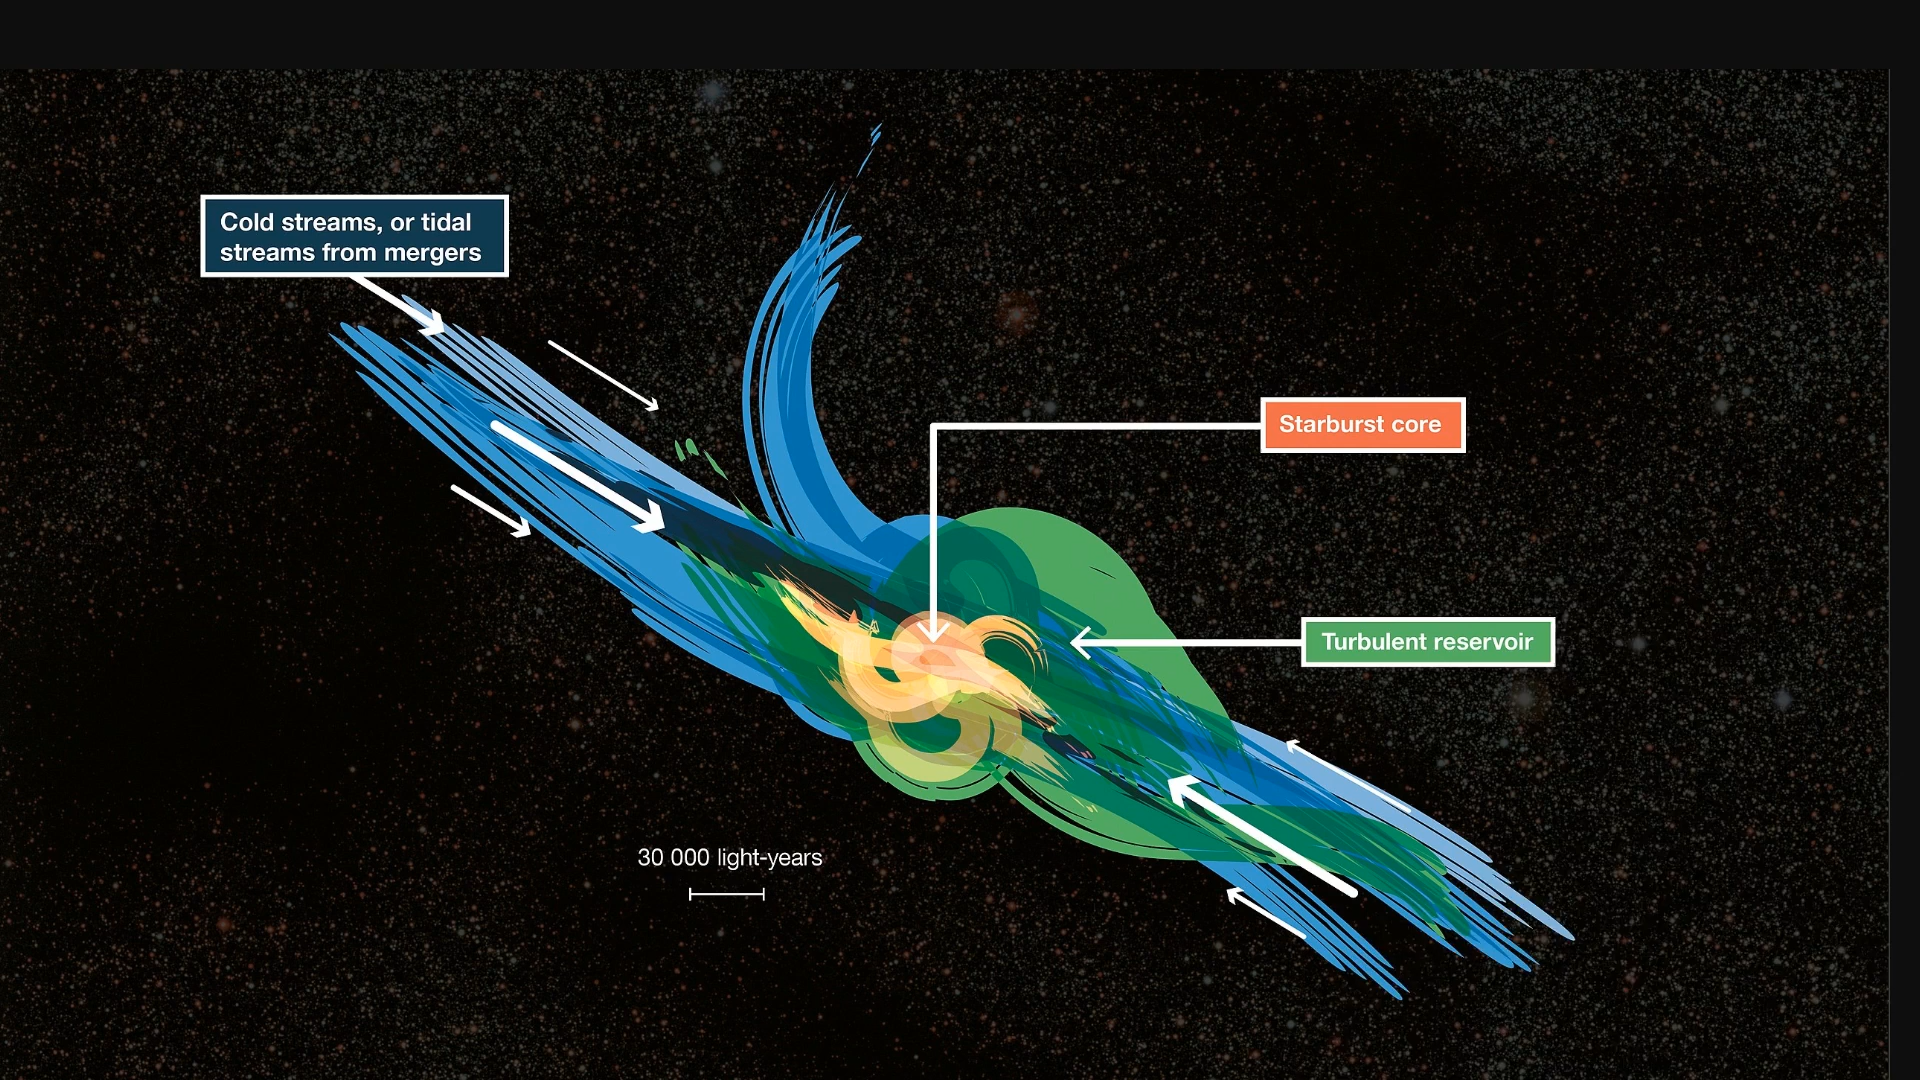 Cold streams, or tidal
streams from mergers
Starburst core
Turbulent reservoir
30 000 light-years